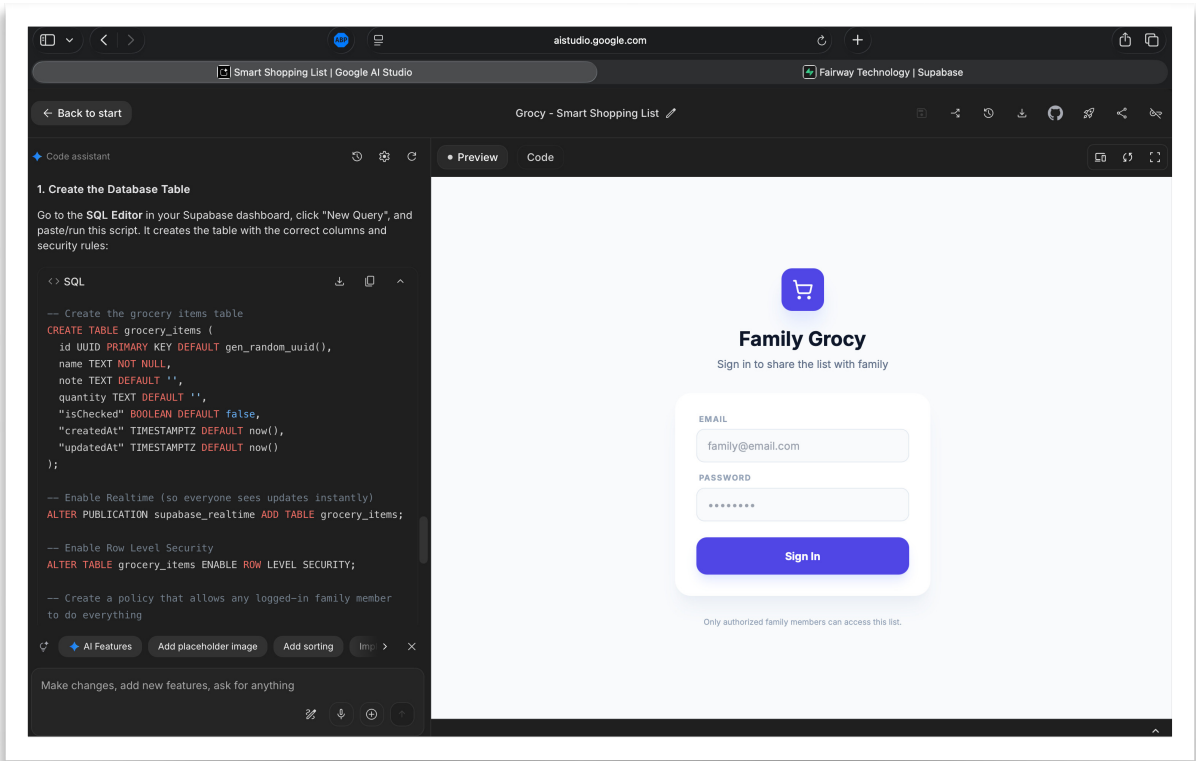 ABP
aistudio.google.com
Smart Shopping List | Google AI Studio
Fairway Technology | Supabase
← Back to start
Grocy - Smart Shopping List
Code assistant
Preview
Code
1. Create the Database Table
Go to the SQL Editor in your Supabase dashboard, click "New Query", and
paste/run this script. It creates the table with the correct columns and
security rules:
<> SQL
—— Create the grocery items table
CREATE TABLE grocery_items (
id UUID PRIMARY KEY DEFAULT gen_random_uuid(),
name TEXT NOT NULL,
note TEXT DEFAULT '',
quantity TEXT DEFAULT '',
"isChecked" BOOLEAN DEFAULT false,
"createdAt" TIMESTAMPTZ DEFAULT now(),
"updatedAt" TIMESTAMPTZ DEFAULT now()
);
—— Enable Realtime (so everyone sees updates instantly)
ALTER PUBLICATION supabase_realtime ADD TABLE grocery_items;
—— Enable Row Level Security
ALTER TABLE grocery_items ENABLE ROW LEVEL SECURITY;
—— Create a policy that allows any logged—in family member
to do everything
AI Features
Add placeholder image
Add sorting
Imp
Make changes, add new features, ask for anything
Family Grocy
Sign in to share the list with family
EMAIL
family@email.com
PASSWORD
••••••••
Sign In
Only authorized family members can access this list.